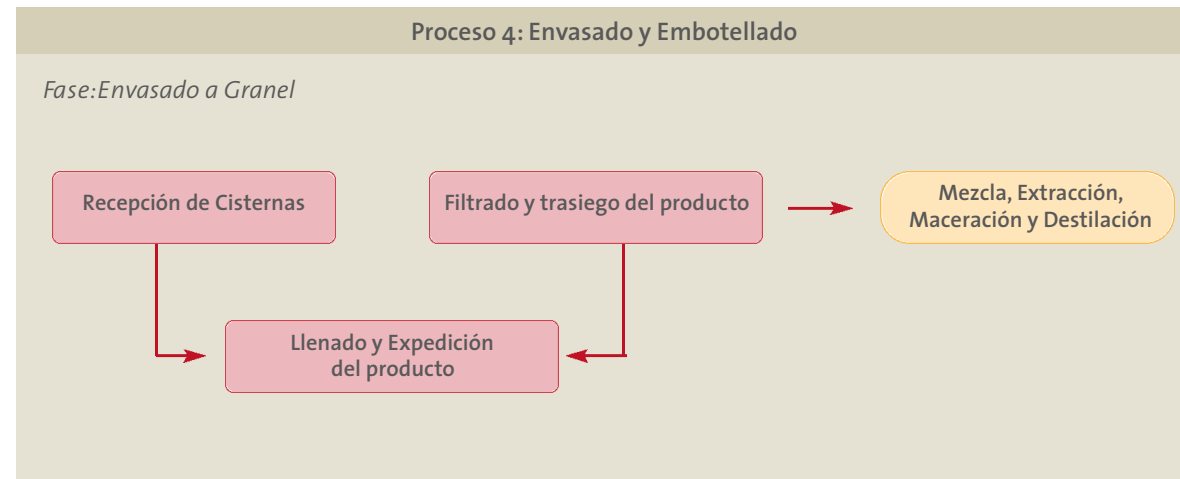 Proceso 4: Envasado y Embotellado
Fase:Envasado a Granel
Recepción de Cisternas
Filtrado y trasiego del producto
Mezcla, Extracción,
Maceración y Destilación
Llenado y Expedición
del producto